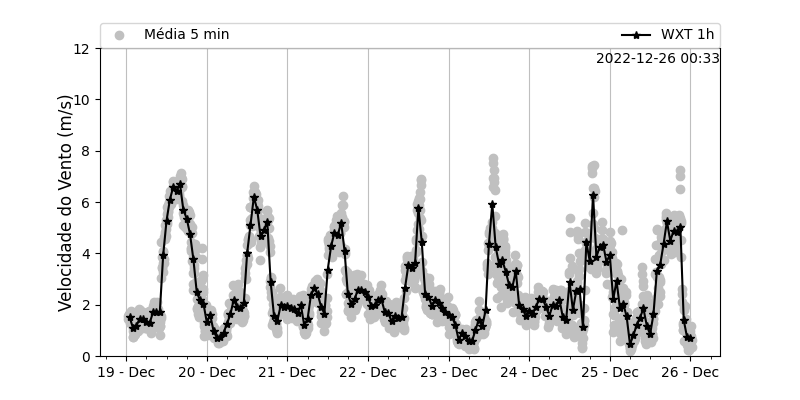 Média 5 min
WXT 1h
2022-12-26 00:33
Velocidade do Vento (m/s)
12
10
8
6
4
2
0
19 - Dec
20 - Dec
21 - Dec
22 - Dec
23 - Dec
24 - Dec
25 - Dec
26 - Dec